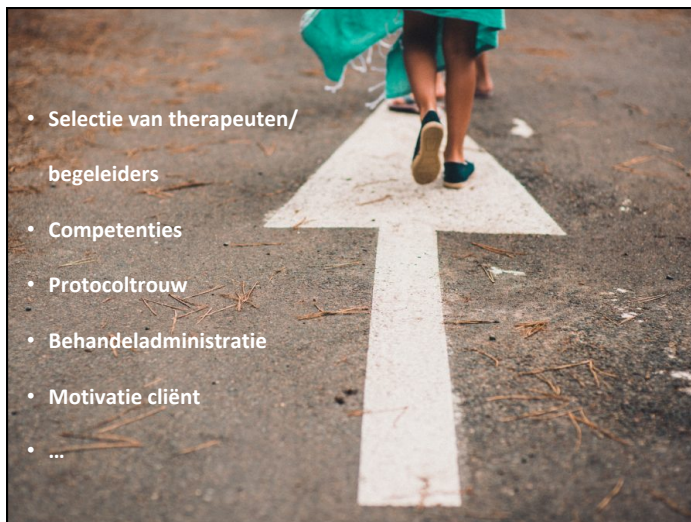 • Selectie van therapeuten/
begeleiders
• Competenties
• Protocoltrouw
• Behandeladministratie
• Motivatie cliënt
• …